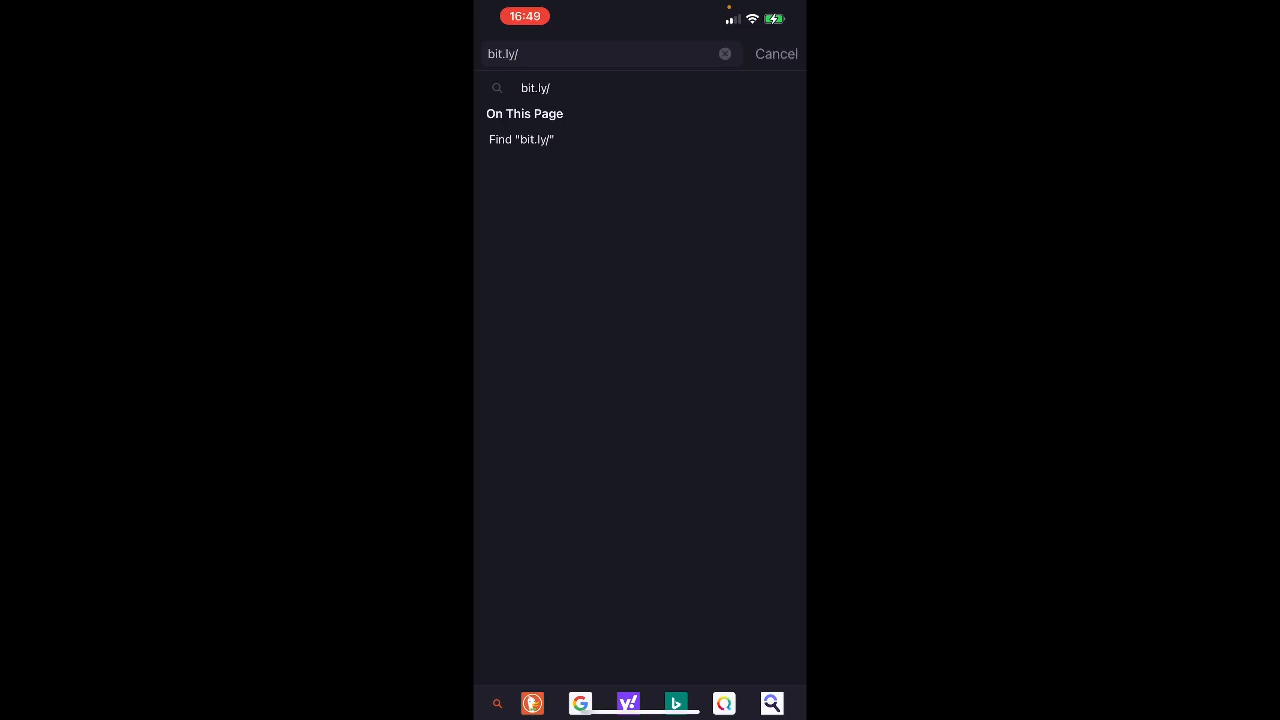 16:49
bit.ly/
Cancel
bit.ly/
On This Page
Find "bit.ly/"